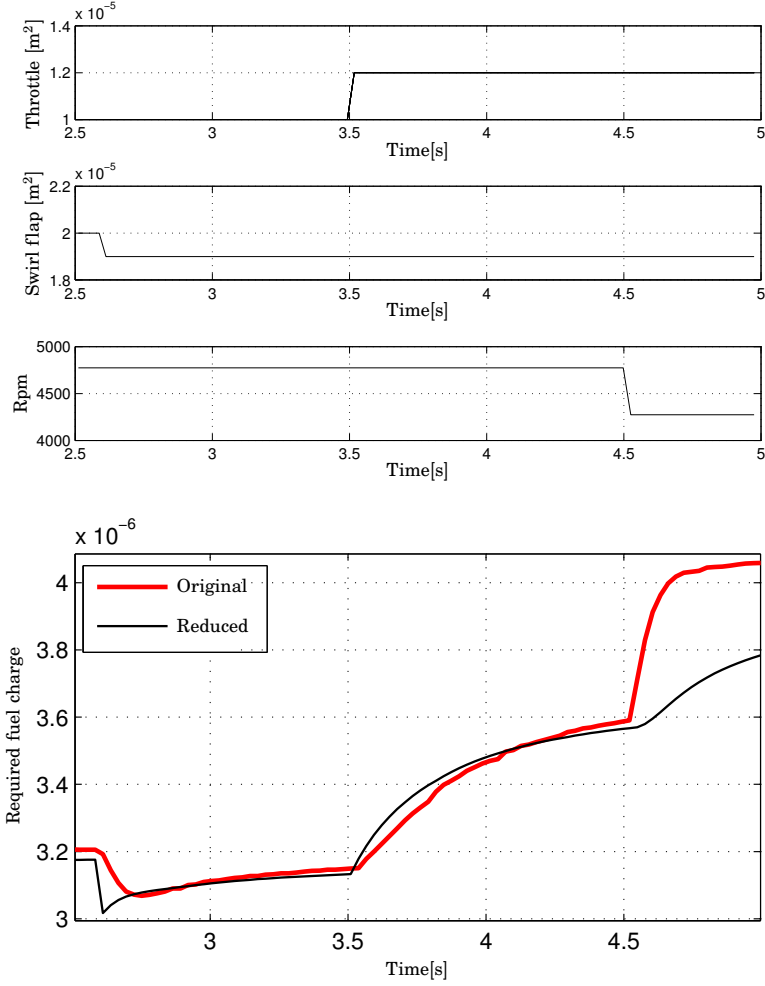 x 10⁻⁵
1.4
1.2
1
Throttle [m²]
2.5 3 3.5 4 4.5 5
Time[s]
x 10⁻⁵
2.2
2
1.8
Swirl flap [m²]
2.5 3 3.5 4 4.5 5
Time[s]
5000
4500
4000
Rpm
2.5 3 3.5 4 4.5 5
Time[s]
x 10⁻⁶
Original
Reduced
4
3.8
3.6
3.4
3.2
3
Required fuel charge
3 3.5 4 4.5
Time[s]